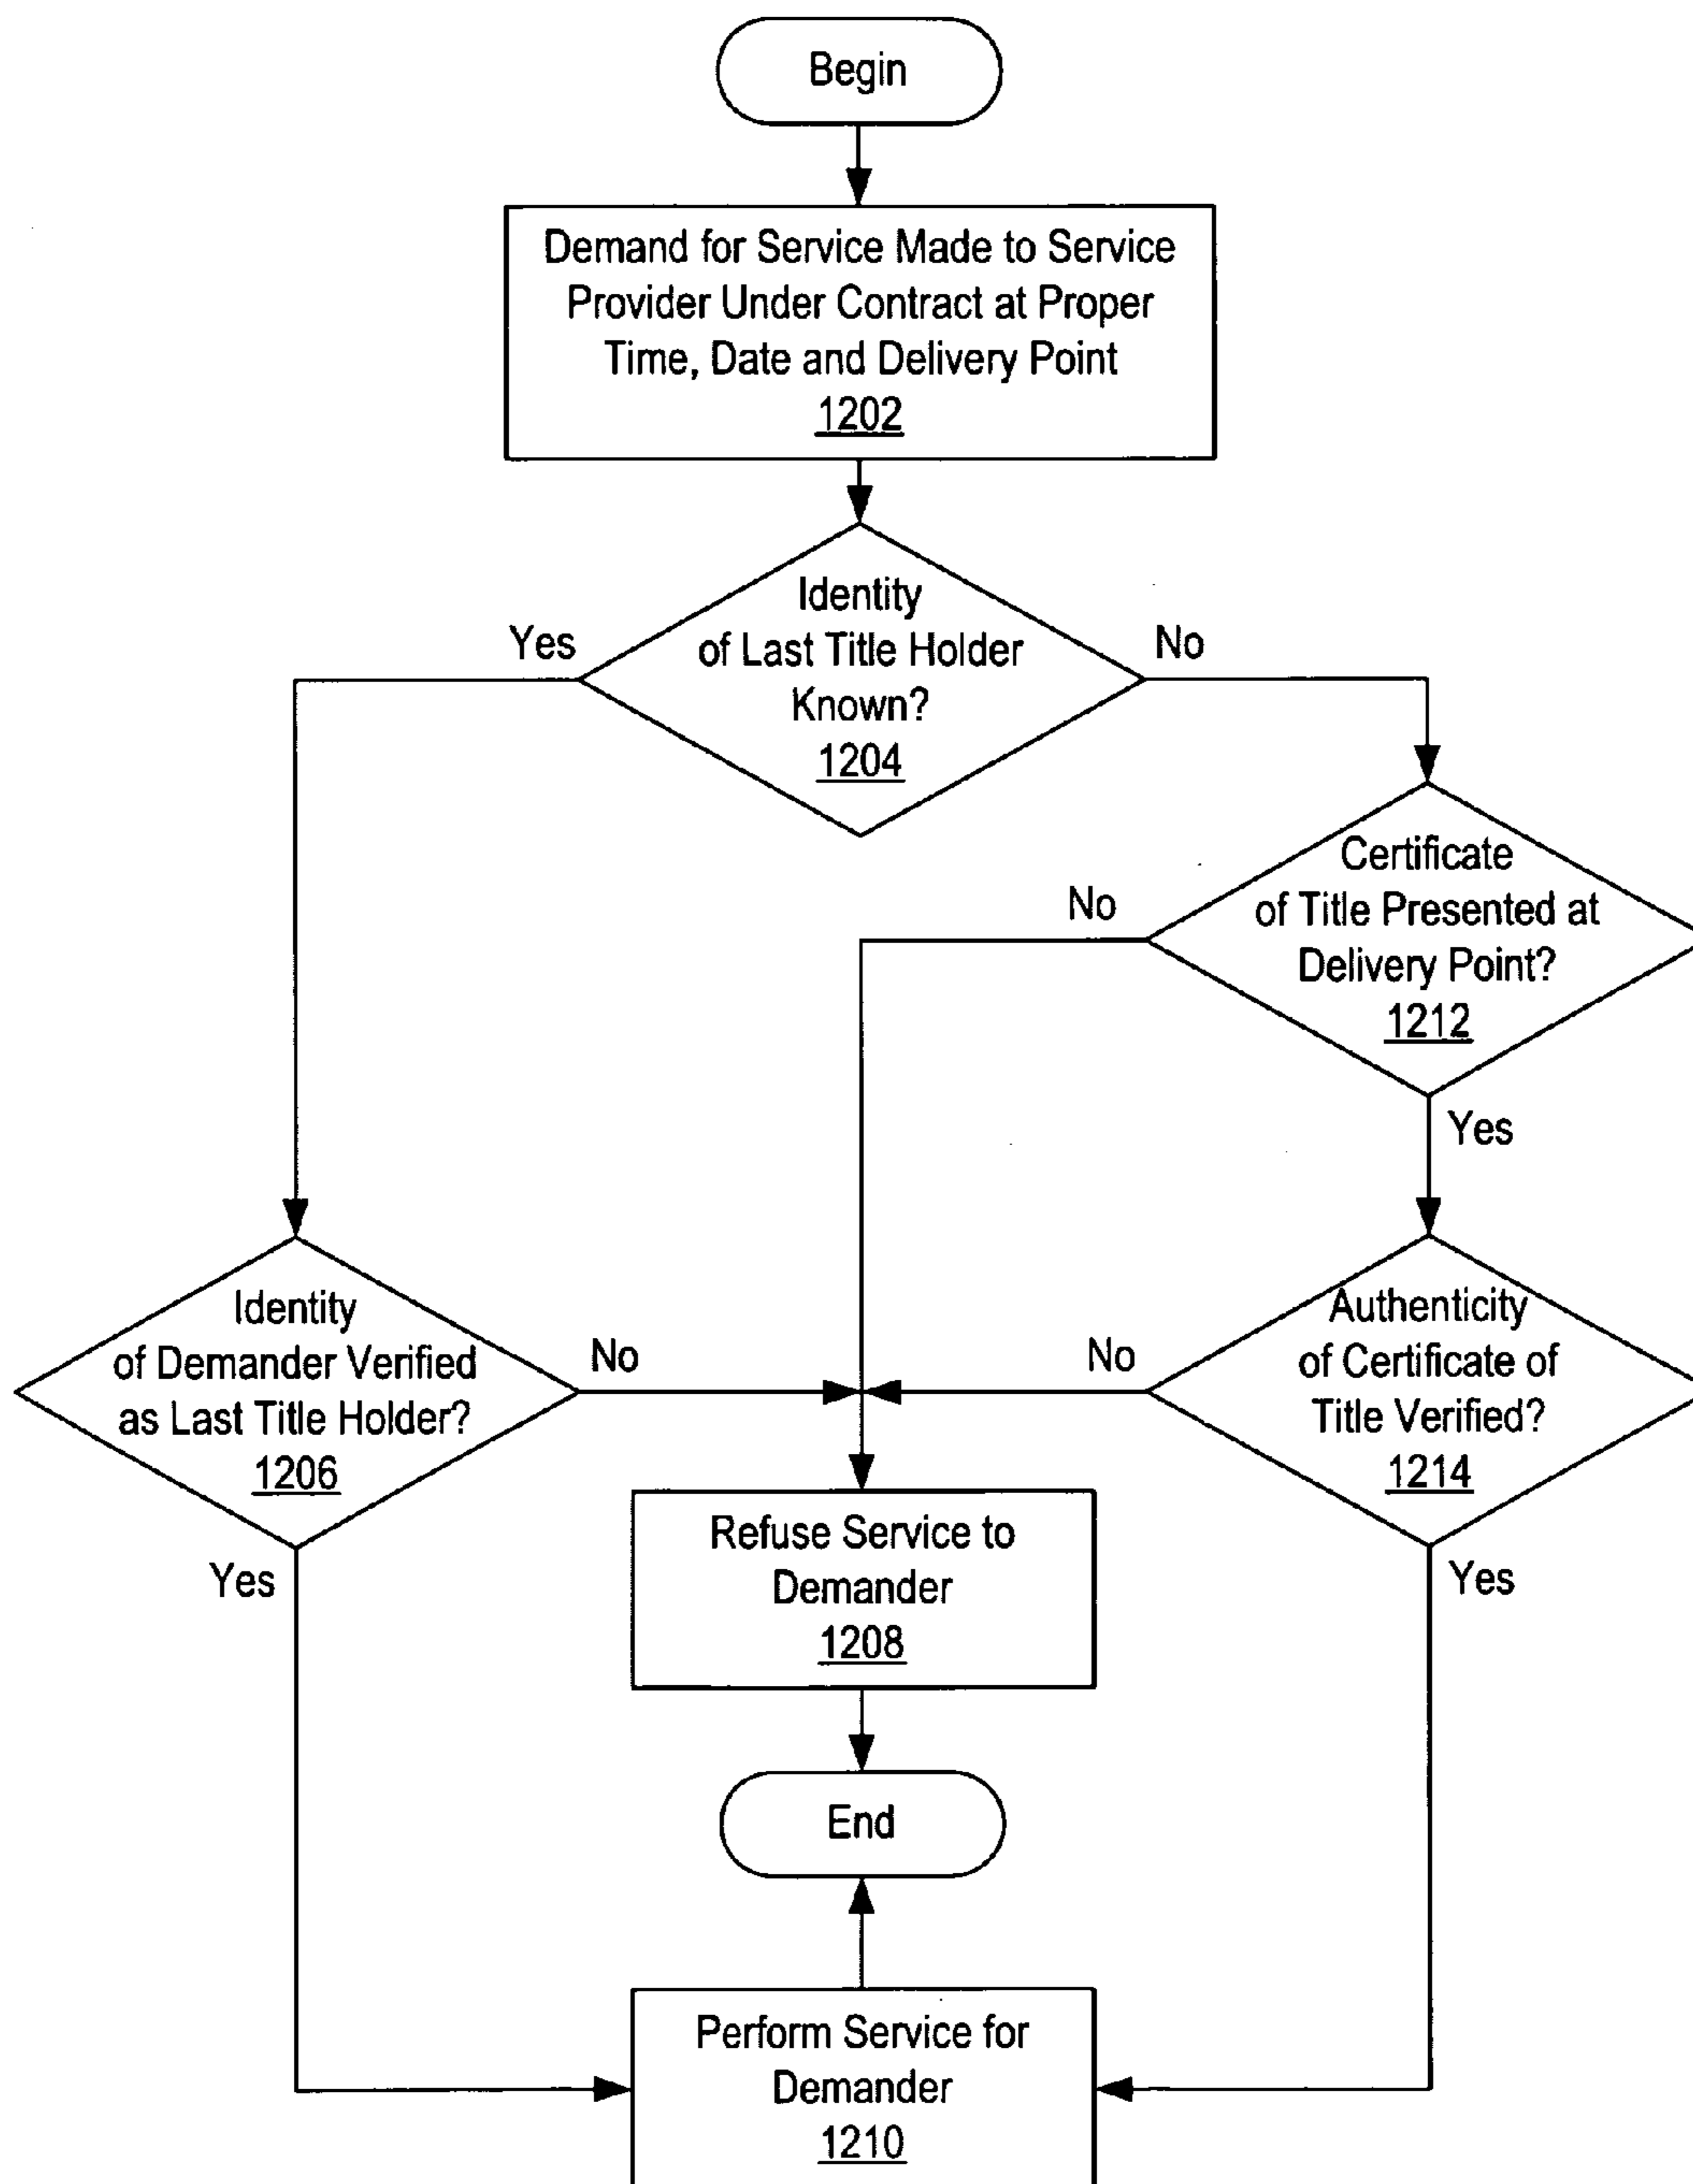 Begin
Demand for Service Made to Service
Provider Under Contract at Proper
Time, Date and Delivery Point
1202
Identity
of Last Title Holder
Known?
1204
Yes
No
Certificate
of Title Presented at
Delivery Point?
1212
No
Yes
Identity
of Demander Verified
as Last Title Holder?
1206
No
Yes
Authenticity
of Certificate of
Title Verified?
1214
No
Yes
Refuse Service to
Demander
1208
End
Perform Service for
Demander
1210